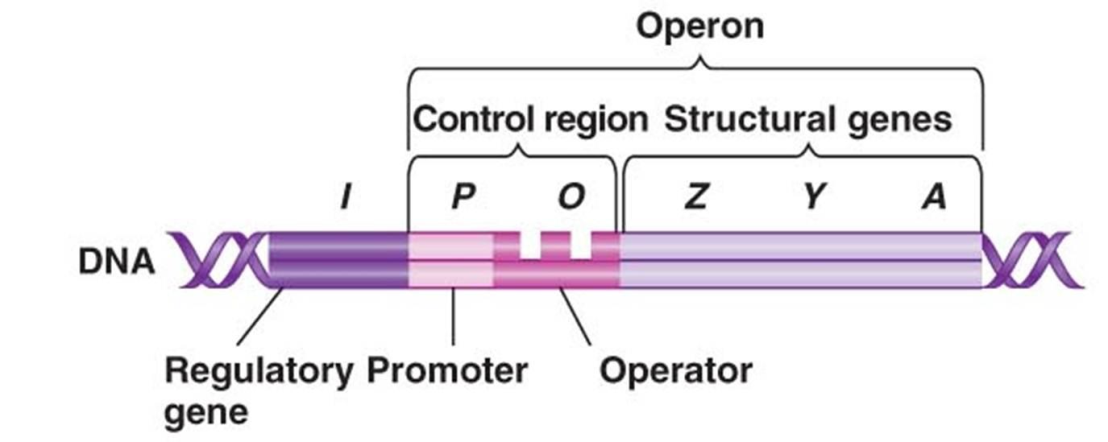 Operon
Control region Structural genes
I P O Z Y A
DNA
Regulatory Promoter Operator
gene